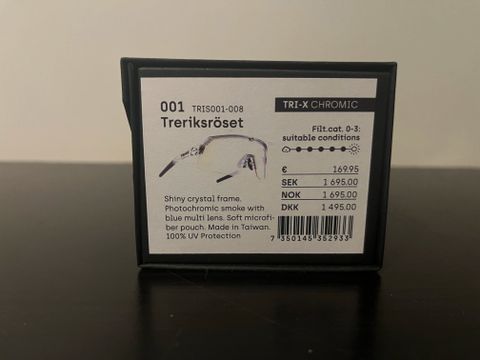 001 TRIS001-008
Treriksröset
TRI-X CHROMIC
Filt.cat. 0-3:
suitable conditions
€ 169.95
SEK 1 695.00
NOK 1 695.00
DKK 1 495.00
Shiny crystal frame.
Photochromic smoke with
blue multi lens. Soft microfi-
ber pouch. Made in Taiwan.
100% UV Protection
7 350145 352933